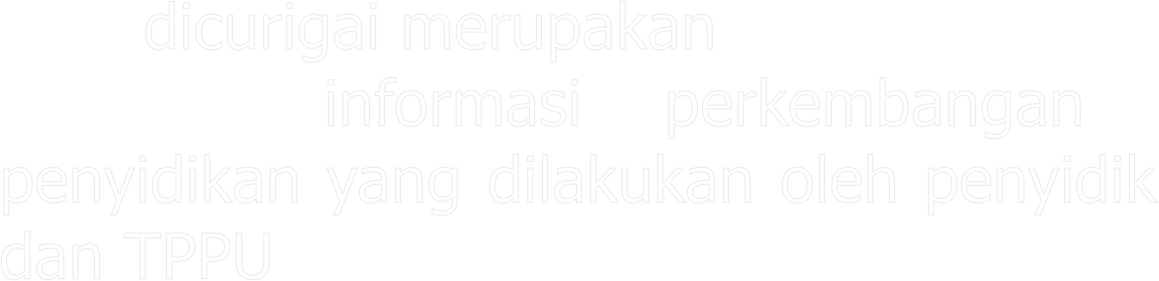 dicurigai merupakan
informasi perkembangan
penyidikan yang dilakukan oleh penyidik
dan TPPU